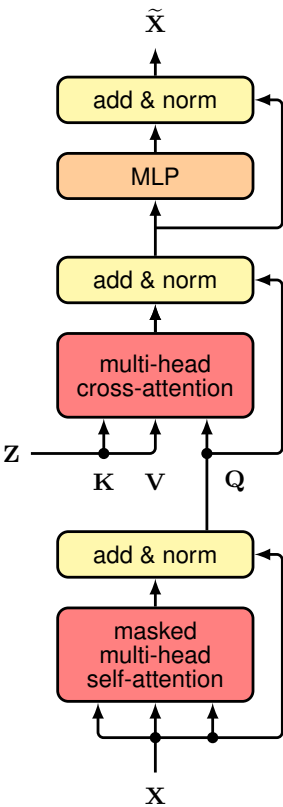 X̃
add & norm
MLP
add & norm
multi-head
cross-attention
Z
K V Q
add & norm
masked
multi-head
self-attention
X